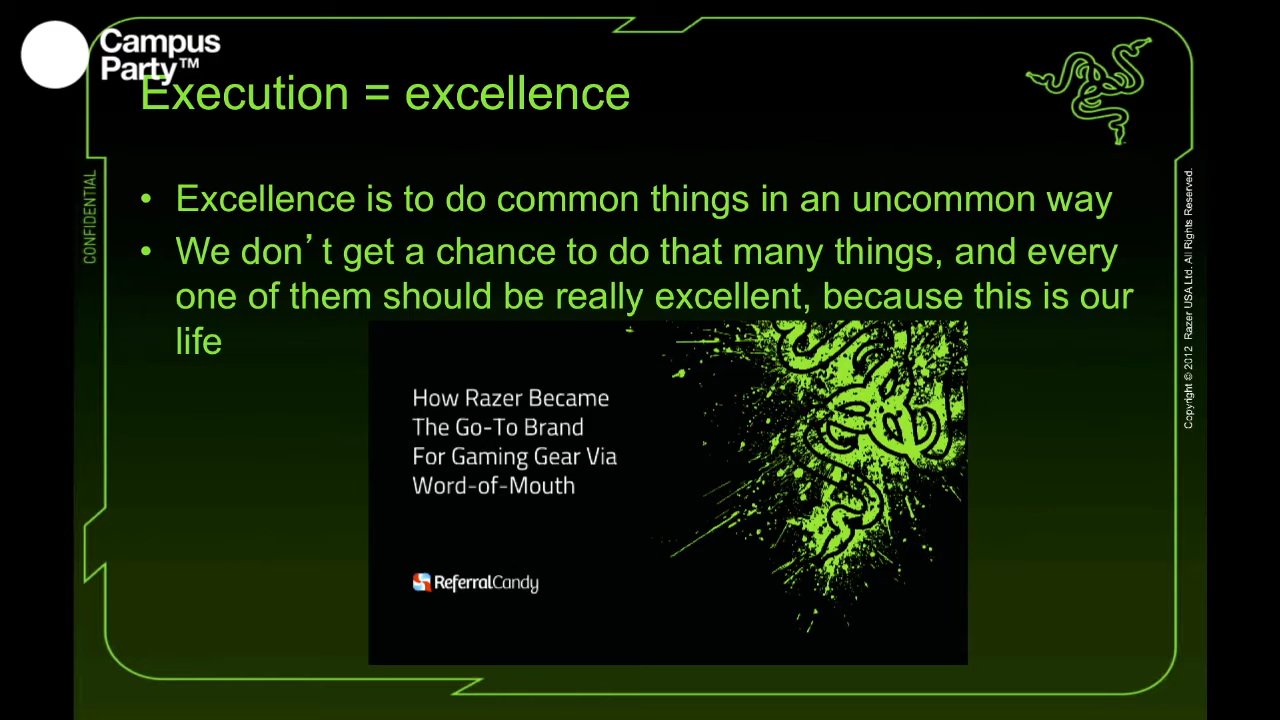 Campus
Party™
Execution = excellence
CONFIDENTIAL
• Excellence is to do common things in an uncommon way
• We don’t get a chance to do that many things, and every
one of them should be really excellent, because this is our
life
How Razer Became
The Go-To Brand
For Gaming Gear Via
Word-of-Mouth
ReferralCandy
Copyright © 2012 Razer USA Ltd. All Rights Reserved.